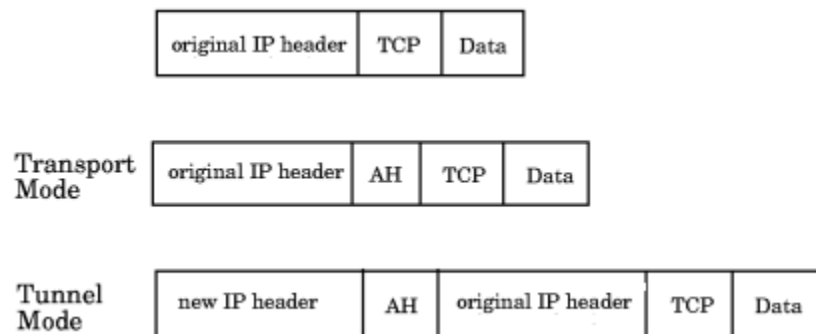 original IP header TCP Data
Transport
Mode
original IP header AH TCP Data
Tunnel
Mode
new IP header AH original IP header TCP Data